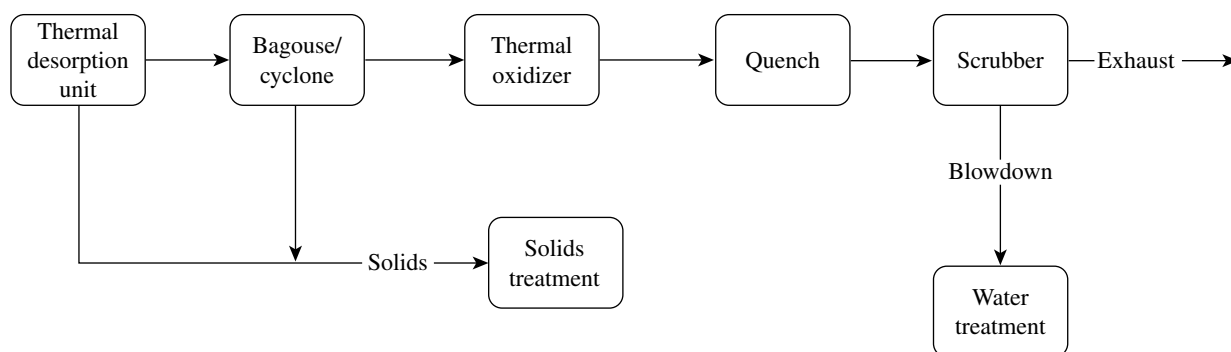 Thermal
desorption
unit
Bagouse/
cyclone
Thermal
oxidizer
Quench
Scrubber
Exhaust
Blowdown
Solids
Solids
treatment
Water
treatment